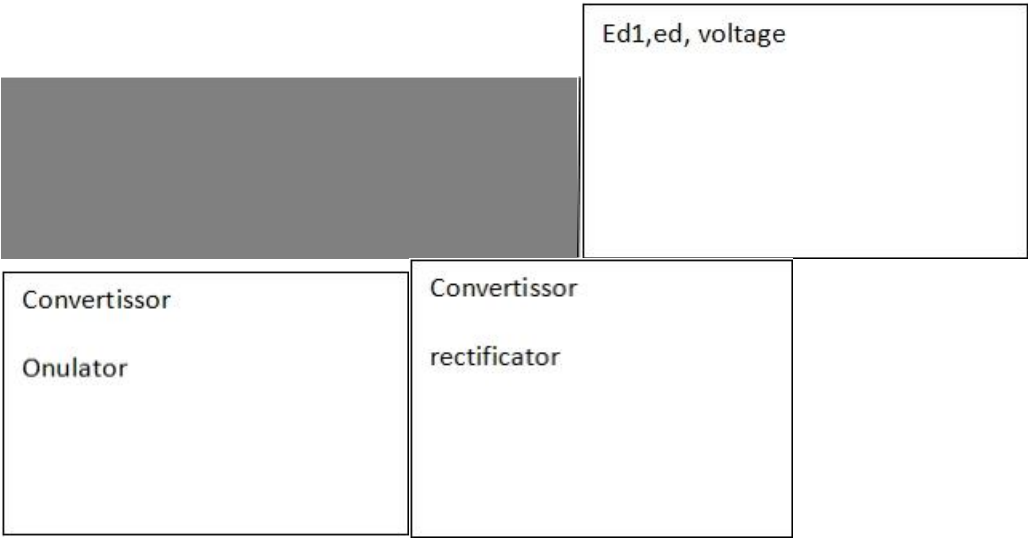 Ed1,ed, voltage
Convertissor
Onulator
Convertissor
rectificator